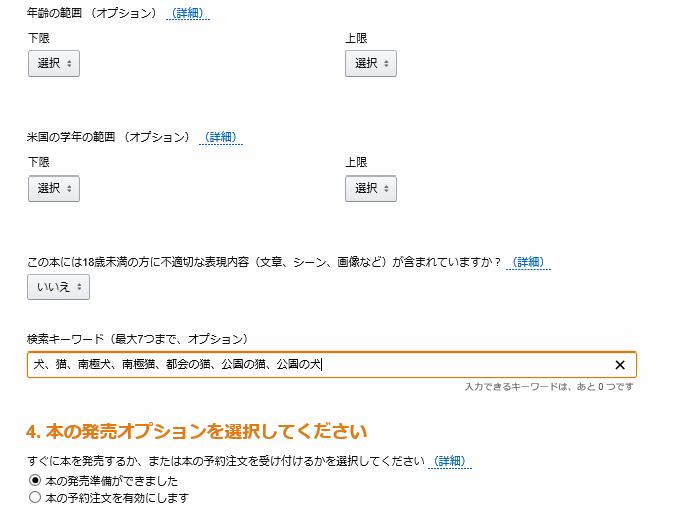 年齢の範囲 （オプション） （詳細）
下限 上限
選択 選択
米国の学年の範囲 （オプション） （詳細）
下限 上限
選択 選択
この本には18歳未満の方に不適切な表現内容（文章、シーン、画像など）が含まれていますか？ （詳細）
いいえ
検索キーワード（最大7つまで、オプション）
犬、猫、南極犬、南極猫、都会の猫、公園の猫、公園の犬
入力できるキーワードは、あと 0 つです
4. 本の発売オプションを選択してください
すぐに本を発売するか、または本の予約注文を受け付けるかを選択してください （詳細）
本の発売準備ができました
本の予約注文を有効にします